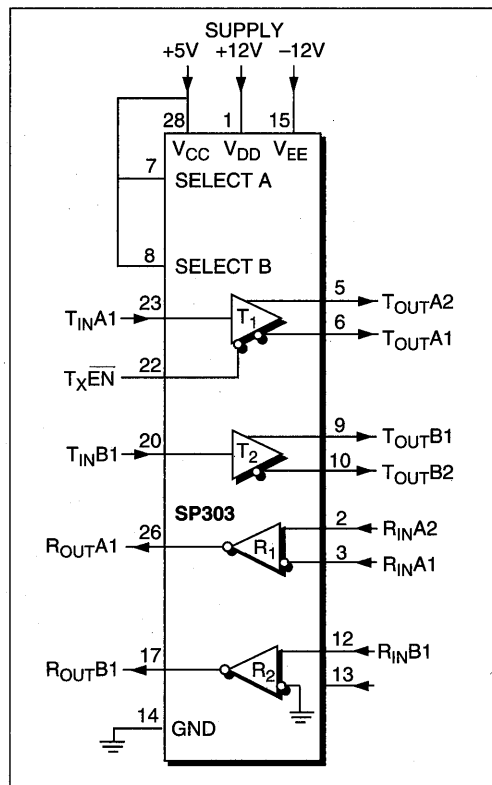 SUPPLY
+5V +12V –12V
28 1 15
VCC VDD VEE
7 SELECT A
8 SELECT B
TINA1 23 T1 5 TOUTA2
6 TOUTA1
TXEN 22
TINB1 20 T2 9 TOUTB1
10 TOUTB2
SP303
2 RINA2
ROUTA1 26 R1 3 RINA1
12 RINB1
ROUTB1 17 R2 13
14 GND